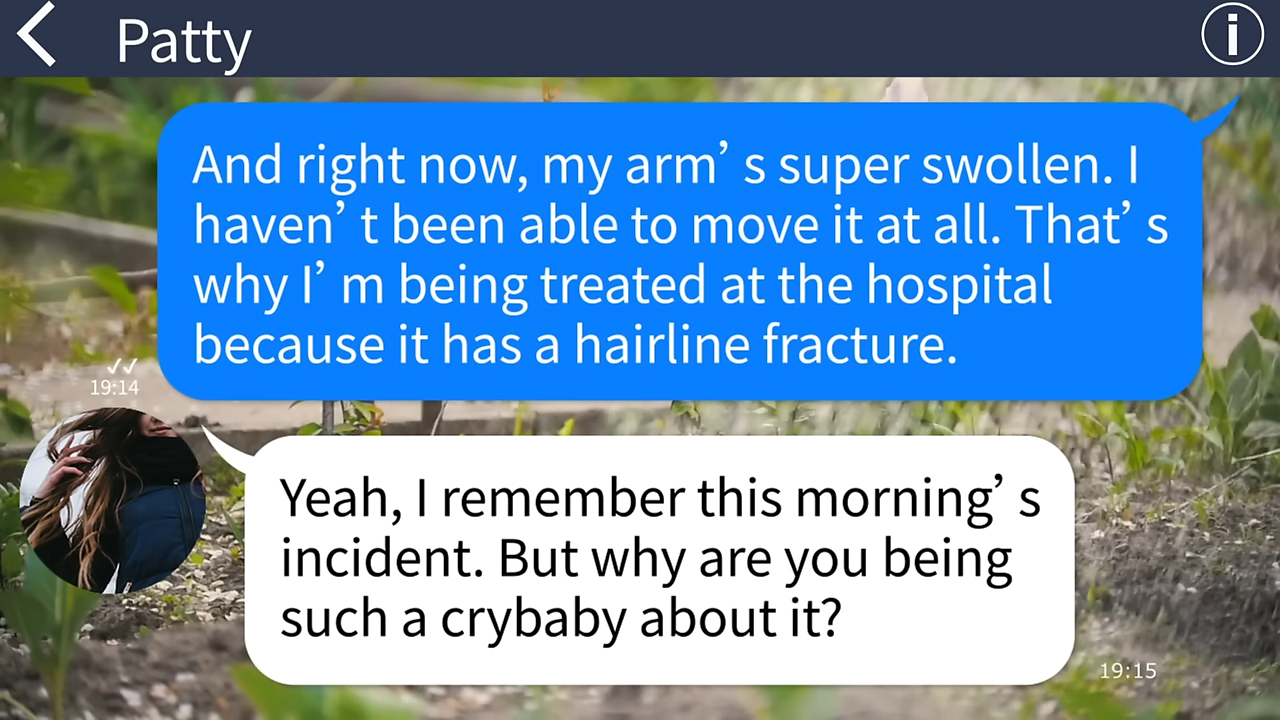 Patty
And right now, my arm’ s super swollen. I
haven’ t been able to move it at all. That’ s
why I’ m being treated at the hospital
because it has a hairline fracture.
19:14
Yeah, I remember this morning’ s
incident. But why are you being
such a crybaby about it?
19:15